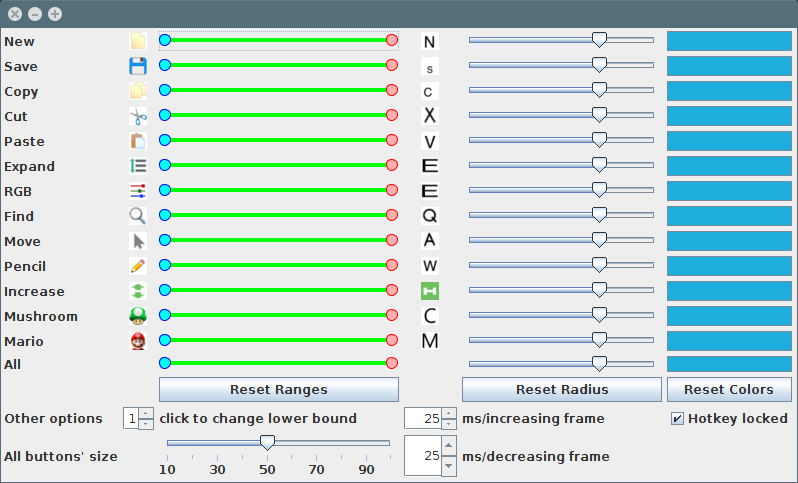 New N
Save s
Copy c
Cut X
Paste V
Expand E
RGB E
Find Q
Move A
Pencil W
Increase H
Mushroom C
Mario M
All
Reset Ranges Reset Radius Reset Colors
Other options 1 click to change lower bound 25 ms/increasing frame Hotkey locked
All buttons' size 25 ms/decreasing frame
10 30 50 70 90